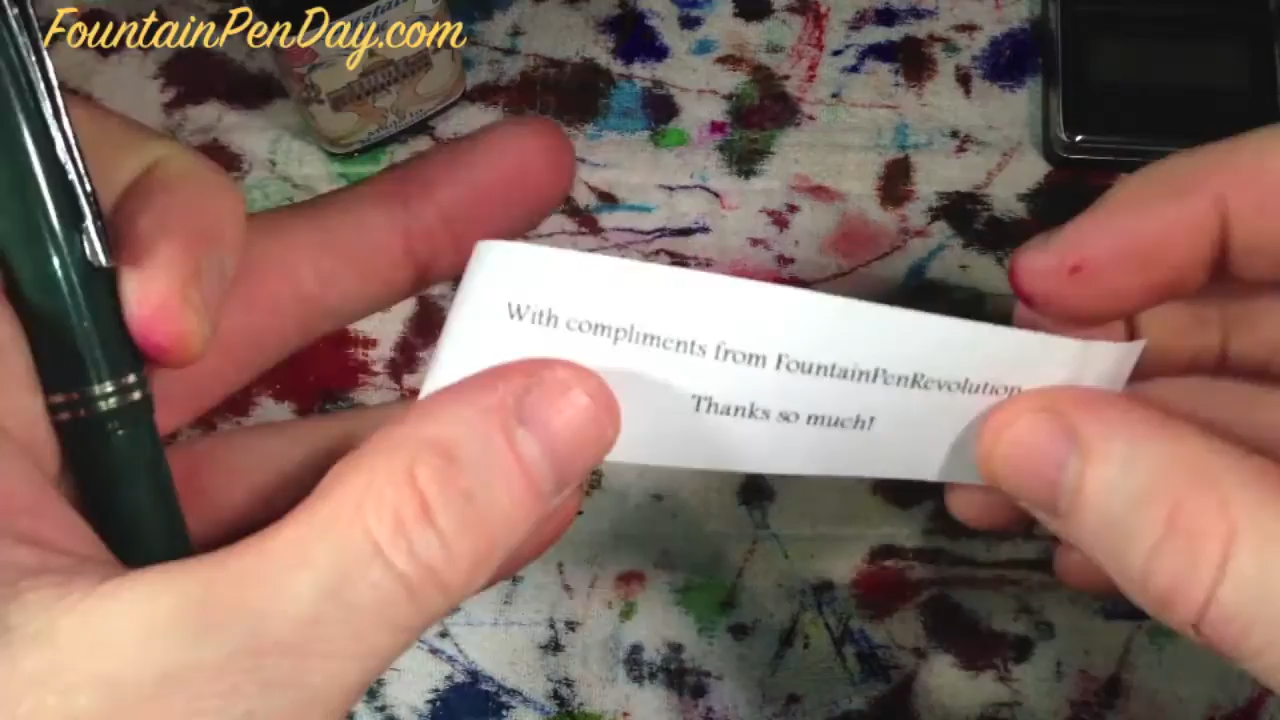 FountainPenDay.com
With compliments from FountainPenRevolution
Thanks so much!